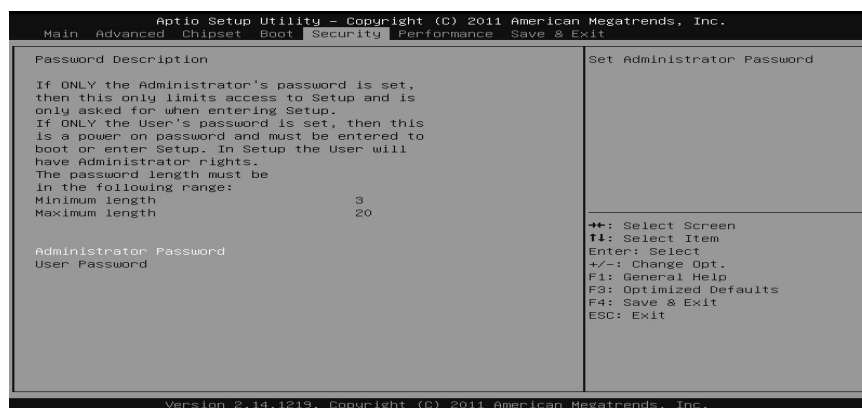 Aptio Setup Utility – Copyright (C) 2011 American Megatrends, Inc.
Main Advanced Chipset Boot Security Performance Save & Exit
Password Description
If ONLY the Administrator's password is set,
then this only limits access to Setup and is
only asked for when entering Setup.
If ONLY the User's password is set, then this
is a power on password and must be entered to
boot or enter Setup. In Setup the User will
have Administrator rights.
The password length must be
in the following range:
Minimum length 3
Maximum length 20
Administrator Password
User Password
Set Administrator Password
→←: Select Screen
↑↓: Select Item
Enter: Select
+/-: Change Opt.
F1: General Help
F3: Optimized Defaults
F4: Save & Exit
ESC: Exit
Version 2.14.1219. Copyright (C) 2011 American Megatrends, Inc.